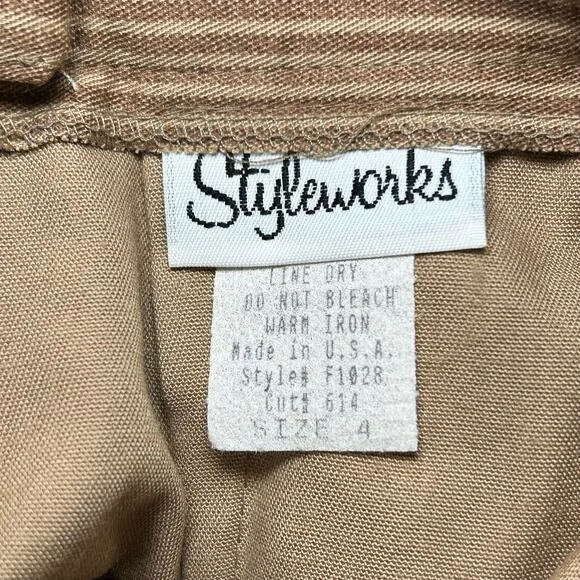 Styleworks
LINE DRY
DO NOT BLEACH
WARM IRON
Made in U.S.A.
Style# F1028
Cut# 614
SIZE 4